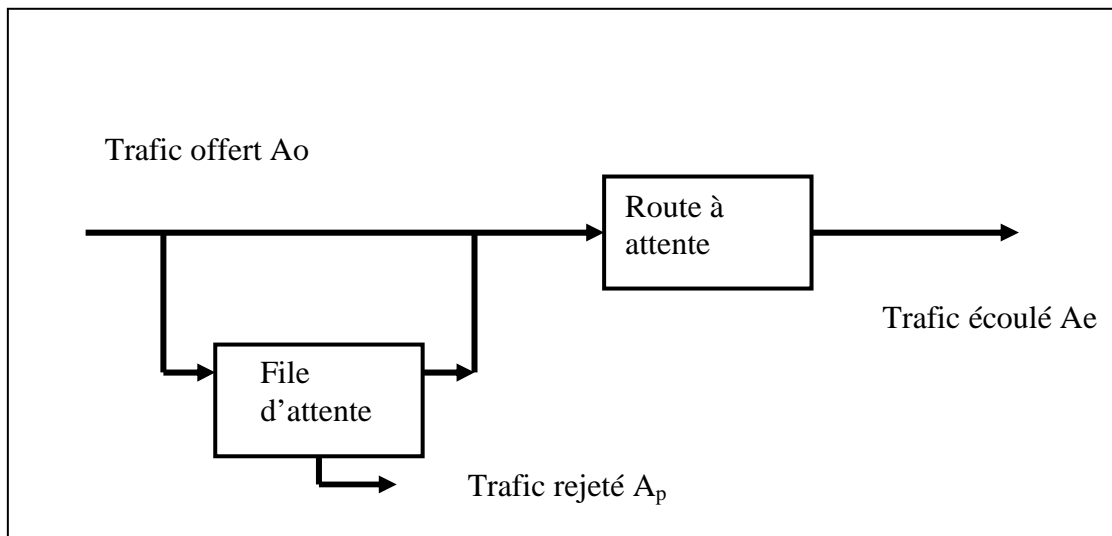 Trafic offert Ao
Route à
attente
Trafic écoulé Ae
File
d’attente
Trafic rejeté Aₚ